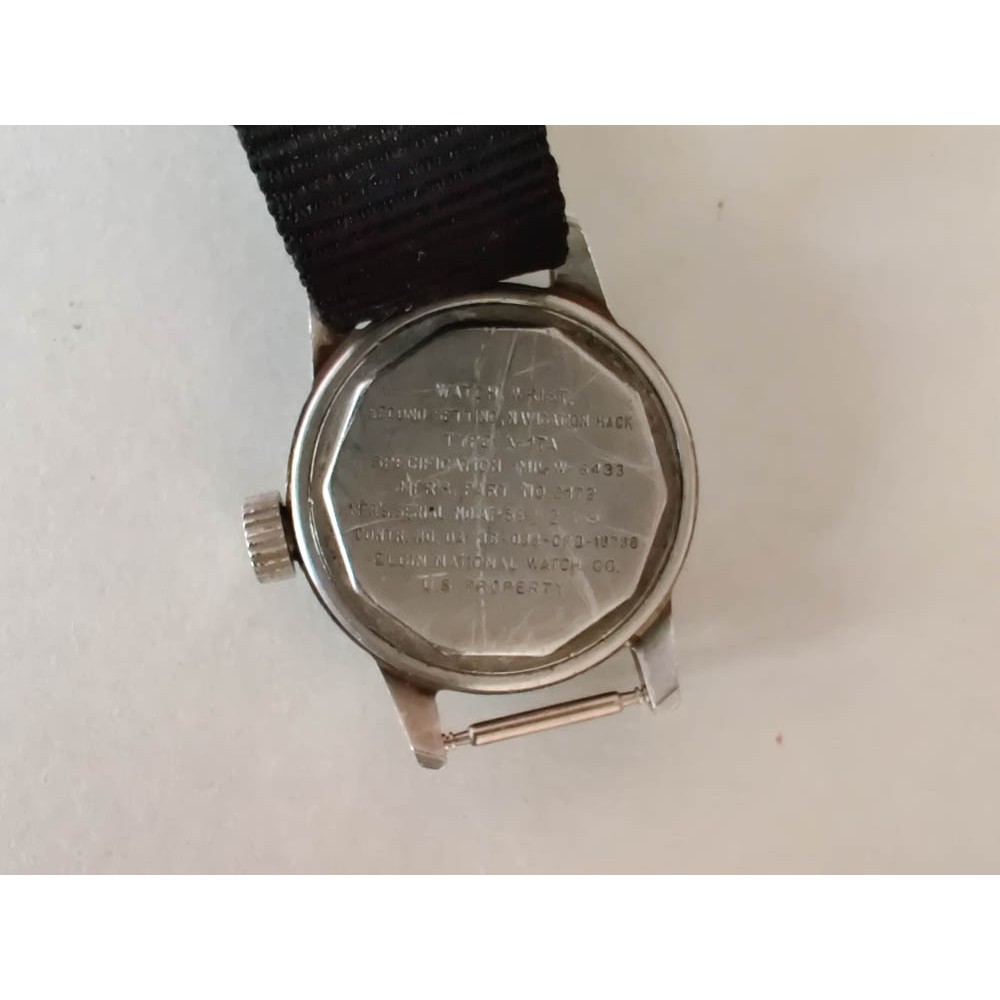 WATCH, WRIST,
SECOND SETTING, NAVIGATION HACK
TYPE A-17A
SPECIFICATION MIL-W-6433
MFR'S. PART NO. 2179
MFR'S. SERIAL NO.
CONTR. NO.
ELGIN NATIONAL WATCH CO.
U.S. PROPERTY